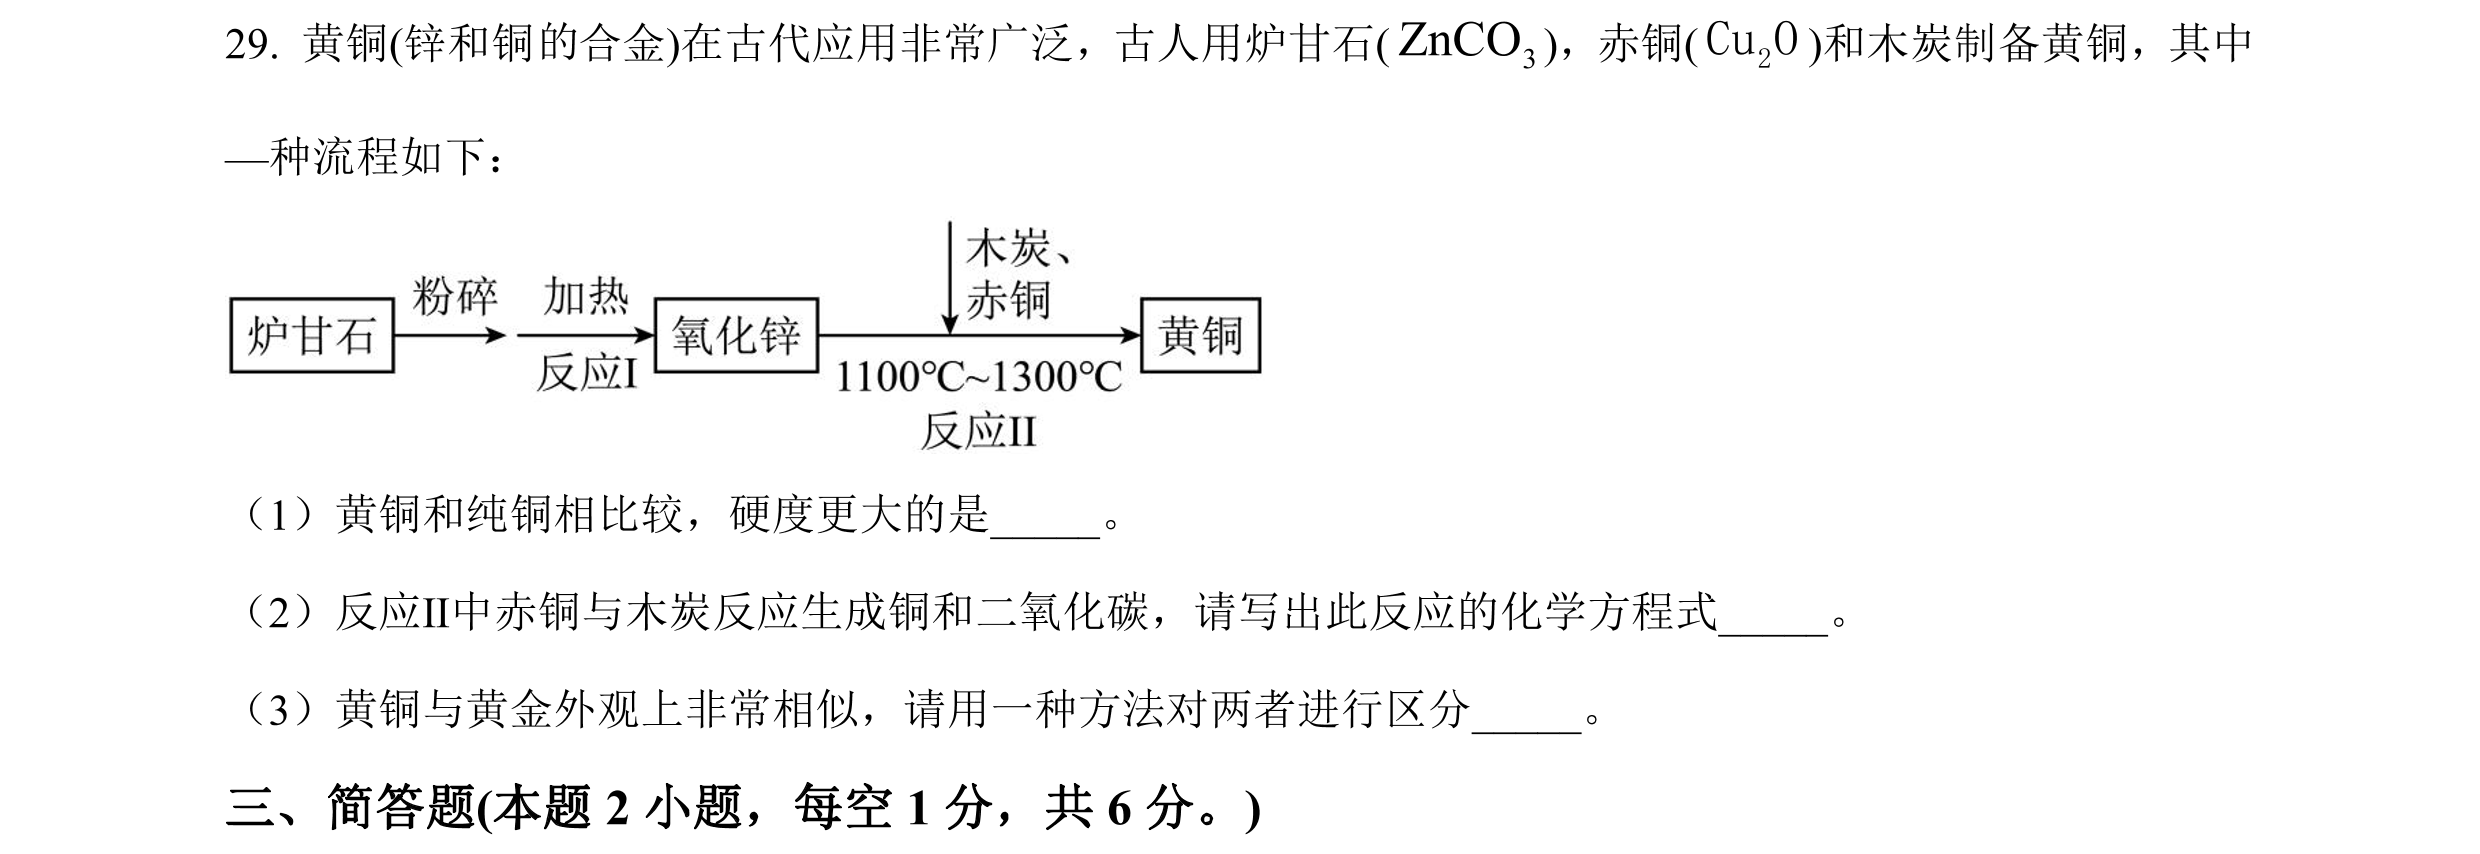 29. 黄铜(锌和铜的合金)在古代应用非常广泛，古人用炉甘石(ZnCO₃)，赤铜(Cu₂O)和木炭制备黄铜，其中
—种流程如下：
木炭、
粉碎 加热 赤铜
炉甘石 氧化锌 黄铜
反应I 1100℃~1300℃
反应II
（1）黄铜和纯铜相比较，硬度更大的是_____。
（2）反应II中赤铜与木炭反应生成铜和二氧化碳，请写出此反应的化学方程式_____。
（3）黄铜与黄金外观上非常相似，请用一种方法对两者进行区分_____。
三、简答题(本题 2 小题，每空 1 分，共 6 分。)